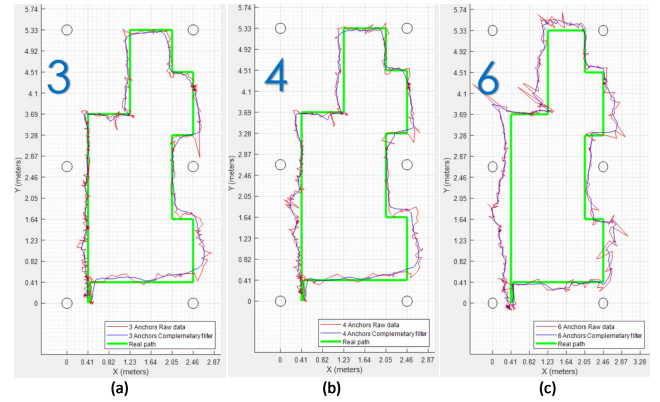 5.74
5.33
4.92
4.51
4.1
3.69
3.28
2.87
2.46
2.05
1.64
1.23
0.82
0.41
0
Y (meters)
3
3 Anchors Raw data
3 Anchors Complemetary filter
Real path
0 0.41 0.82 1.23 1.64 2.05 2.46 2.87
X (meters)
(a)
5.74
5.33
4.92
4.51
4.1
3.69
3.28
2.87
2.46
2.05
1.64
1.23
0.82
0.41
0
Y (meters)
4
4 Anchors Raw data
4 Anchors Complemetary filter
Real path
0 0.41 0.82 1.23 1.64 2.05 2.46 2.87
X (meters)
(b)
5.74
5.33
4.92
4.51
4.1
3.69
3.28
2.87
2.46
2.05
1.64
1.23
0.82
0.41
0
Y (meters)
6
6 Anchors Raw data
6 Anchors Complemetary filter
Real path
0 0.41 0.82 1.23 1.64 2.05 2.46 2.87 3.28
X (meters)
(c)